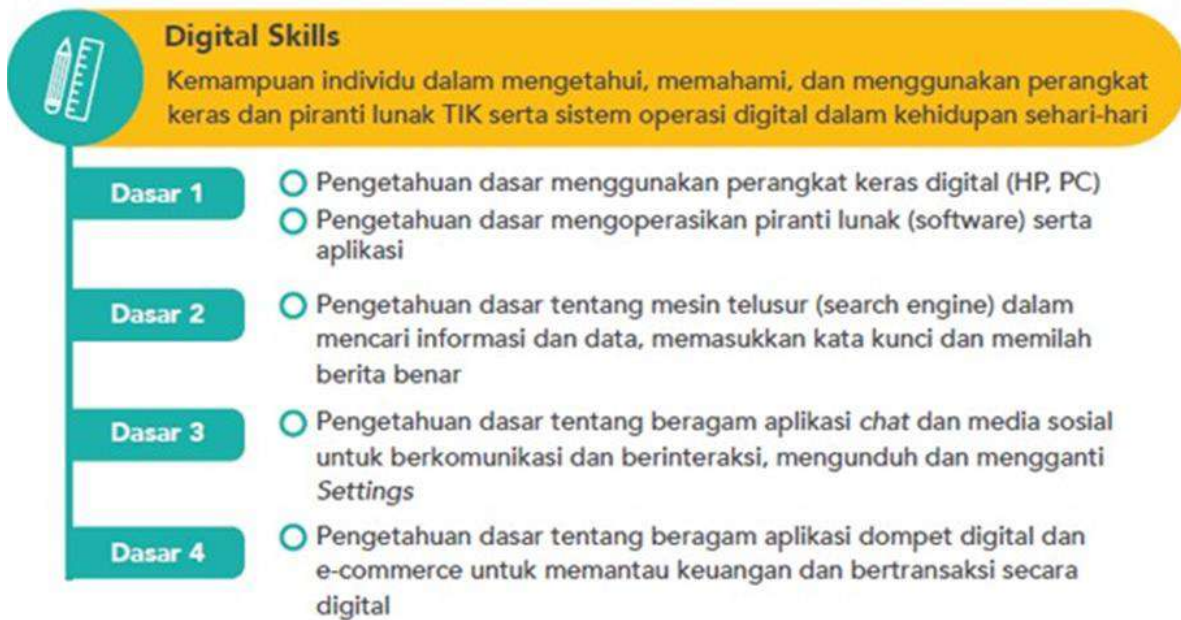 Digital Skills
Kemampuan individu dalam mengetahui, memahami, dan menggunakan perangkat
keras dan piranti lunak TIK serta sistem operasi digital dalam kehidupan sehari-hari
Dasar 1
Pengetahuan dasar menggunakan perangkat keras digital (HP, PC)
Pengetahuan dasar mengoperasikan piranti lunak (software) serta
aplikasi
Dasar 2
Pengetahuan dasar tentang mesin telusur (search engine) dalam
mencari informasi dan data, memasukkan kata kunci dan memilah
berita benar
Dasar 3
Pengetahuan dasar tentang beragam aplikasi chat dan media sosial
untuk berkomunikasi dan berinteraksi, mengunduh dan mengganti
Settings
Dasar 4
Pengetahuan dasar tentang beragam aplikasi dompet digital dan
e-commerce untuk memantau keuangan dan bertransaksi secara
digital